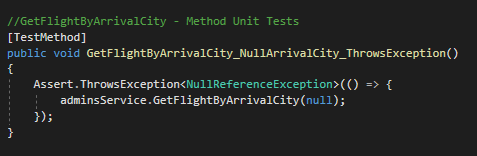 //GetFlightByArrivalCity - Method Unit Tests
[TestMethod]
public void GetFlightByArrivalCity_NullArrivalCity_ThrowsException()
{
    Assert.ThrowsException<NullReferenceException>(() => {
        adminsService.GetFlightByArrivalCity(null);
    });
}